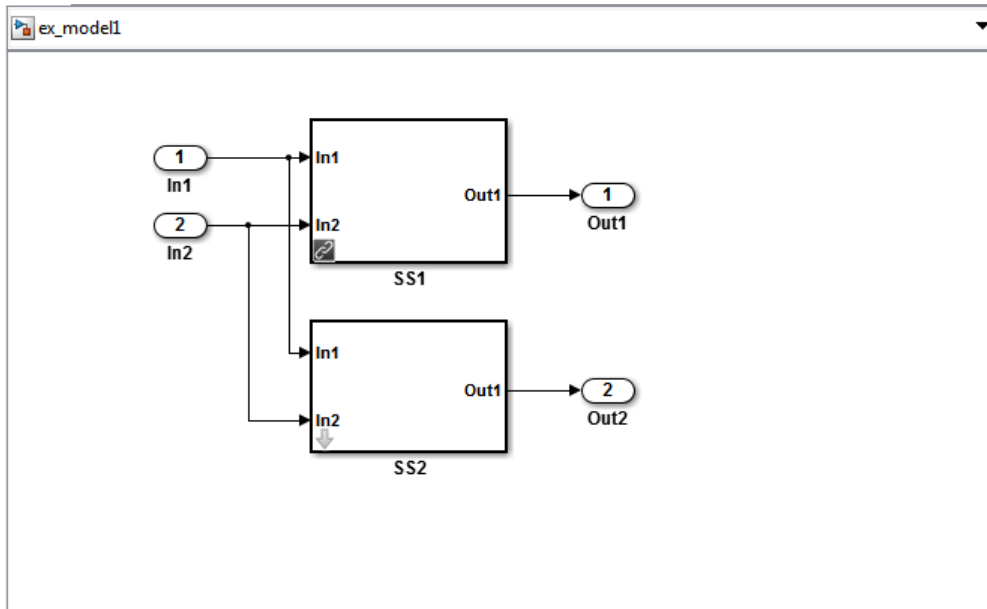 ex_model1
1
In1
2
In2
In1
In2
Out1
SS1
1
Out1
In1
In2
Out1
SS2
2
Out2